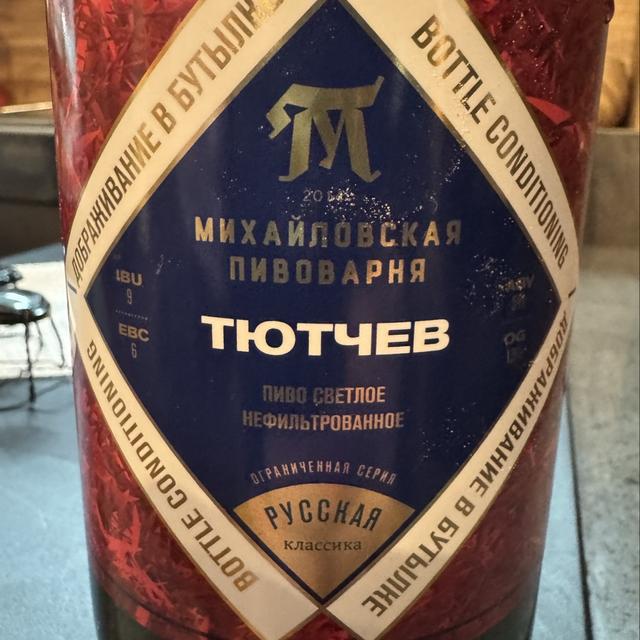 ДОБРАЖИВАНИЕ В БУТЫЛКЕ
BOTTLE CONDITIONING
МИХАЙЛОВСКАЯ
ПИВОВАРНЯ
IBU
9
EBC
6
OG
ТЮТЧЕВ
ПИВО СВЕТЛОЕ
НЕФИЛЬТРОВАННОЕ
ОГРАНИЧЕННАЯ СЕРИЯ
РУССКАЯ
классика
BOTTLE CONDITIONING
ДОБРАЖИВАНИЕ В БУТЫЛКЕ